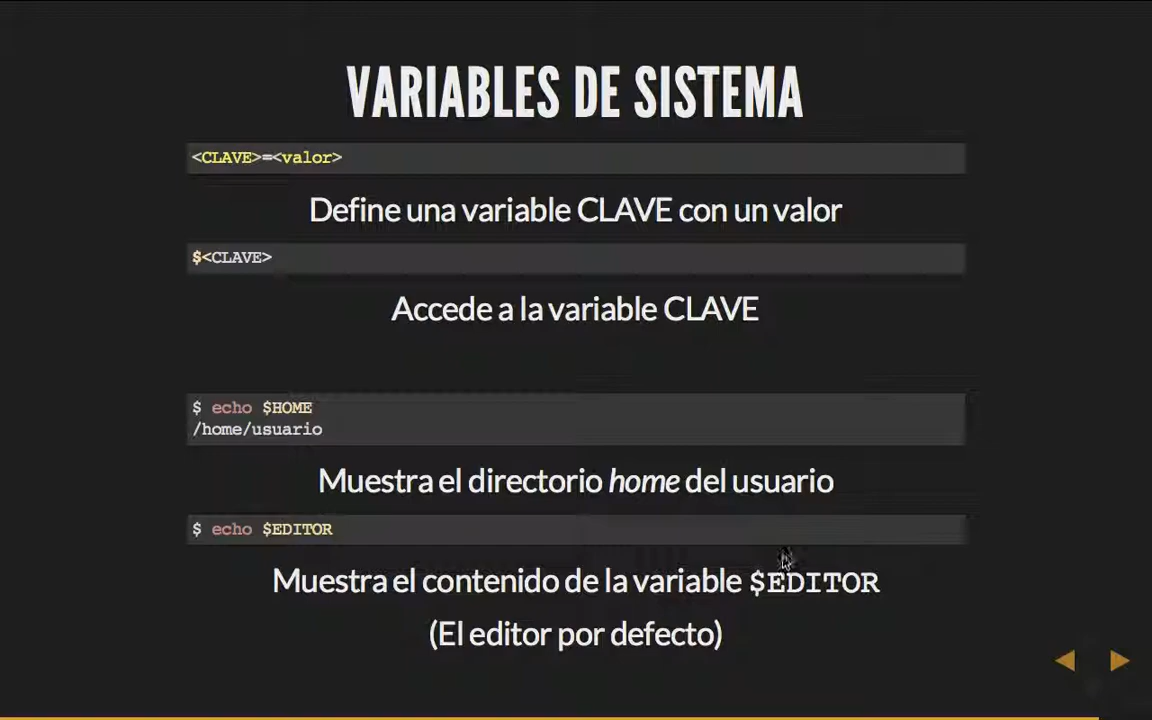 VARIABLES DE SISTEMA
<CLAVE>=<valor>
Define una variable CLAVE con un valor
$<CLAVE>
Accede a la variable CLAVE
$ echo $HOME
/home/usuario
Muestra el directorio home del usuario
$ echo $EDITOR
Muestra el contenido de la variable $EDITOR
(El editor por defecto)